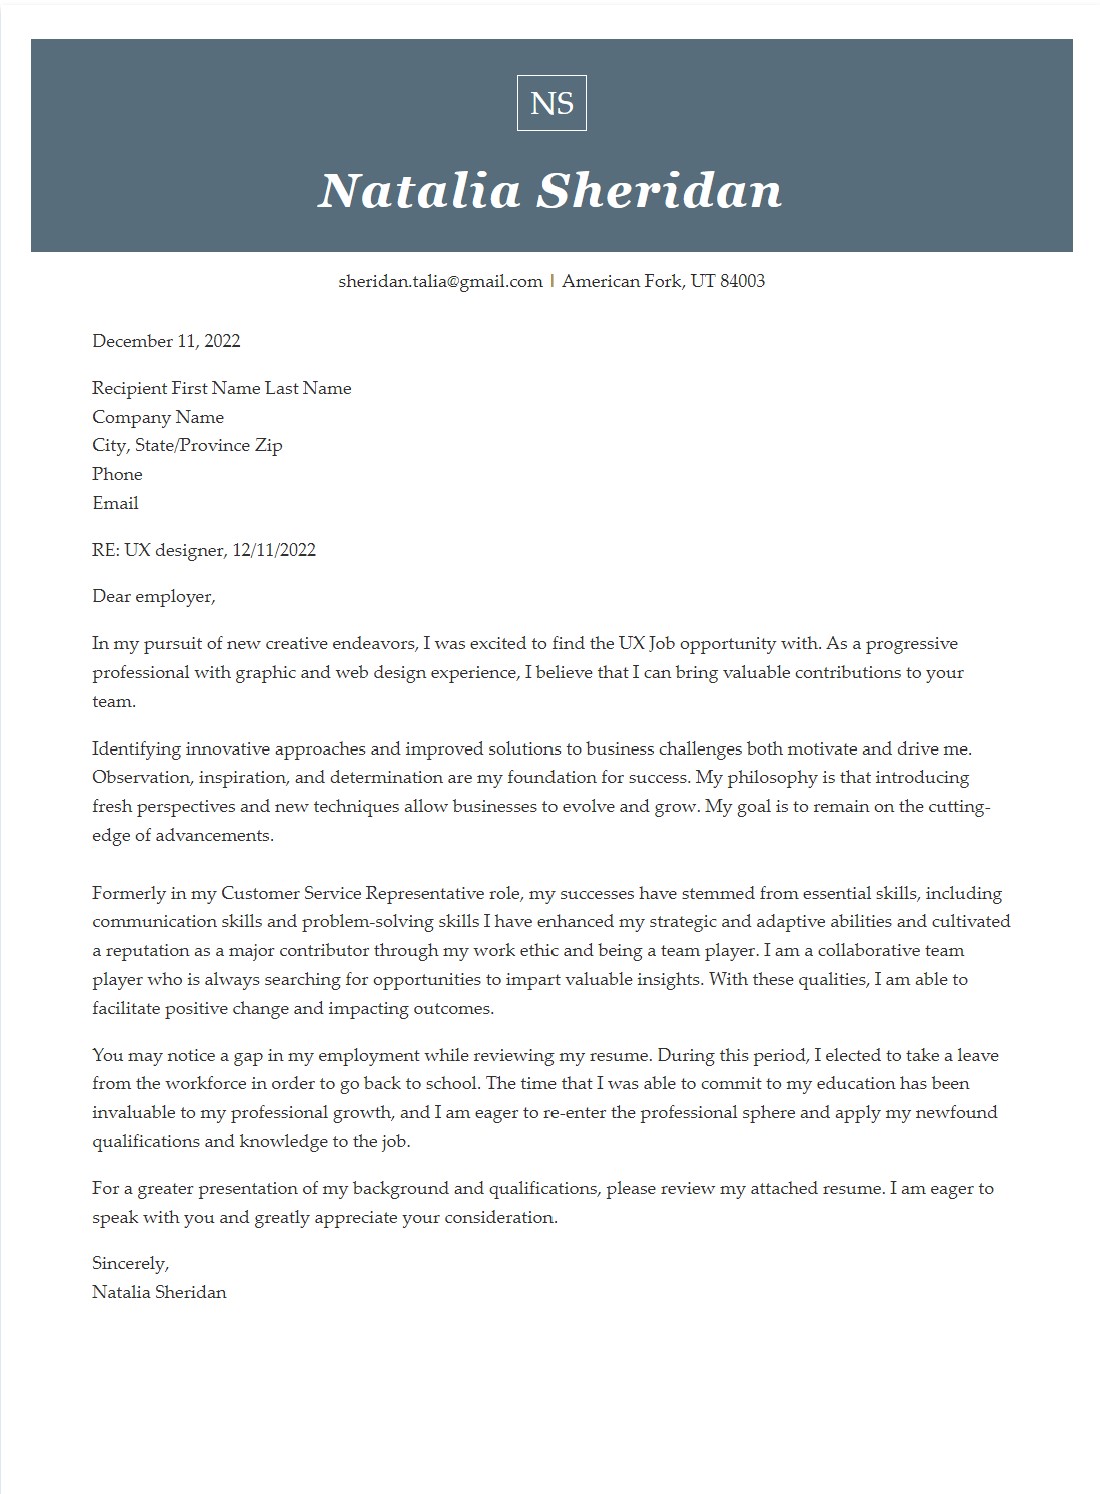 NS
Natalia Sheridan
sheridan.talia@gmail.com | American Fork, UT 84003
December 11, 2022
Recipient First Name Last Name
Company Name
City, State/Province Zip
Phone
Email
RE: UX designer, 12/11/2022
Dear employer,
In my pursuit of new creative endeavors, I was excited to find the UX Job opportunity with. As a progressive
professional with graphic and web design experience, I believe that I can bring valuable contributions to your
team.
Identifying innovative approaches and improved solutions to business challenges both motivate and drive me.
Observation, inspiration, and determination are my foundation for success. My philosophy is that introducing
fresh perspectives and new techniques allow businesses to evolve and grow. My goal is to remain on the cutting-
edge of advancements.
Formerly in my Customer Service Representative role, my successes have stemmed from essential skills, including
communication skills and problem-solving skills I have enhanced my strategic and adaptive abilities and cultivated
a reputation as a major contributor through my work ethic and being a team player. I am a collaborative team
player who is always searching for opportunities to impart valuable insights. With these qualities, I am able to
facilitate positive change and impacting outcomes.
You may notice a gap in my employment while reviewing my resume. During this period, I elected to take a leave
from the workforce in order to go back to school. The time that I was able to commit to my education has been
invaluable to my professional growth, and I am eager to re-enter the professional sphere and apply my newfound
qualifications and knowledge to the job.
For a greater presentation of my background and qualifications, please review my attached resume. I am eager to
speak with you and greatly appreciate your consideration.
Sincerely,
Natalia Sheridan